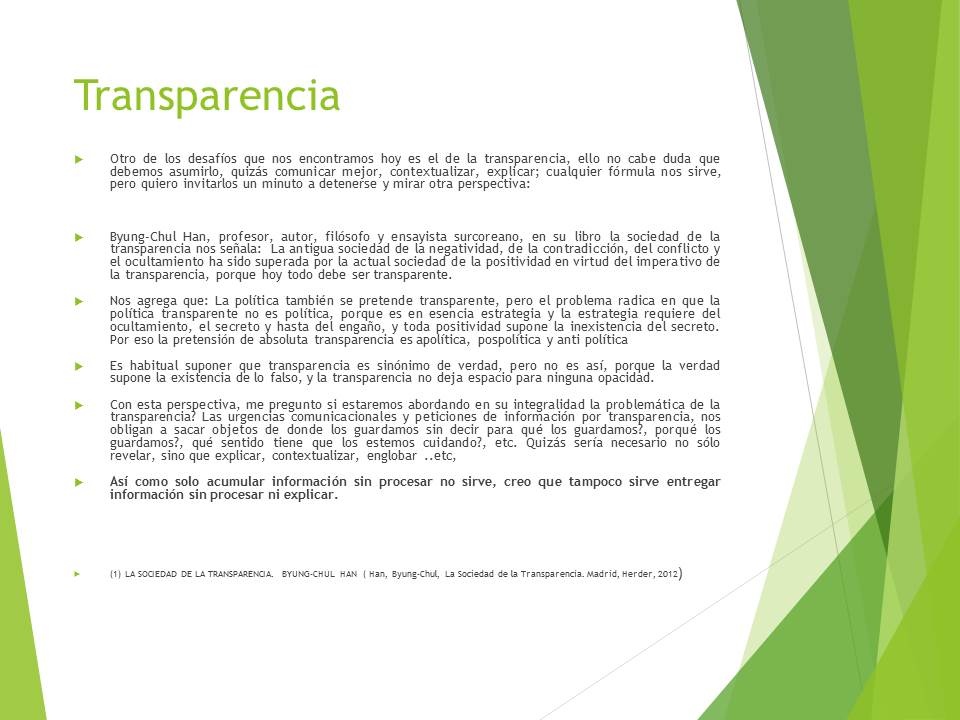 Transparencia
Otro de los desafíos que nos encontramos hoy es el de la transparencia, ello no cabe duda que
debemos asumirlo, quizás comunicar mejor, contextualizar, explicar; cualquier fórmula nos sirve,
pero quiero invitarlos un minuto a detenerse y mirar otra perspectiva:
Byung-Chul Han, profesor, autor, filósofo y ensayista surcoreano, en su libro la sociedad de la
transparencia nos señala: La antigua sociedad de la negatividad, de la contradicción, del conflicto y
el ocultamiento ha sido superada por la actual sociedad de la positividad en virtud del imperativo de
la transparencia, porque hoy todo debe ser transparente.
Nos agrega que: La política también se pretende transparente, pero el problema radica en que la
política transparente no es política, porque es en esencia estrategia y la estrategia requiere del
ocultamiento, el secreto y hasta del engaño, y toda positividad supone la inexistencia del secreto.
Por eso la pretensión de absoluta transparencia es apolítica, pospolítica y anti política
Es habitual suponer que transparencia es sinónimo de verdad, pero no es así, porque la verdad
supone la existencia de lo falso, y la transparencia no deja espacio para ninguna opacidad.
Con esta perspectiva, me pregunto si estaremos abordando en su integralidad la problemática de la
transparencia? Las urgencias comunicacionales y peticiones de información por transparencia, nos
obligan a sacar objetos de donde los guardamos sin decir para qué los guardamos?, porqué los
guardamos?, qué sentido tiene que los estemos cuidando?, etc. Quizás sería necesario no sólo
revelar, sino que explicar, contextualizar, englobar ..etc,
Así como solo acumular información sin procesar no sirve, creo que tampoco sirve entregar
información sin procesar ni explicar.
(1) LA SOCIEDAD DE LA TRANSPARENCIA. BYUNG-CHUL HAN ( Han, Byung-Chul, La Sociedad de la Transparencia. Madrid, Herder, 2012)